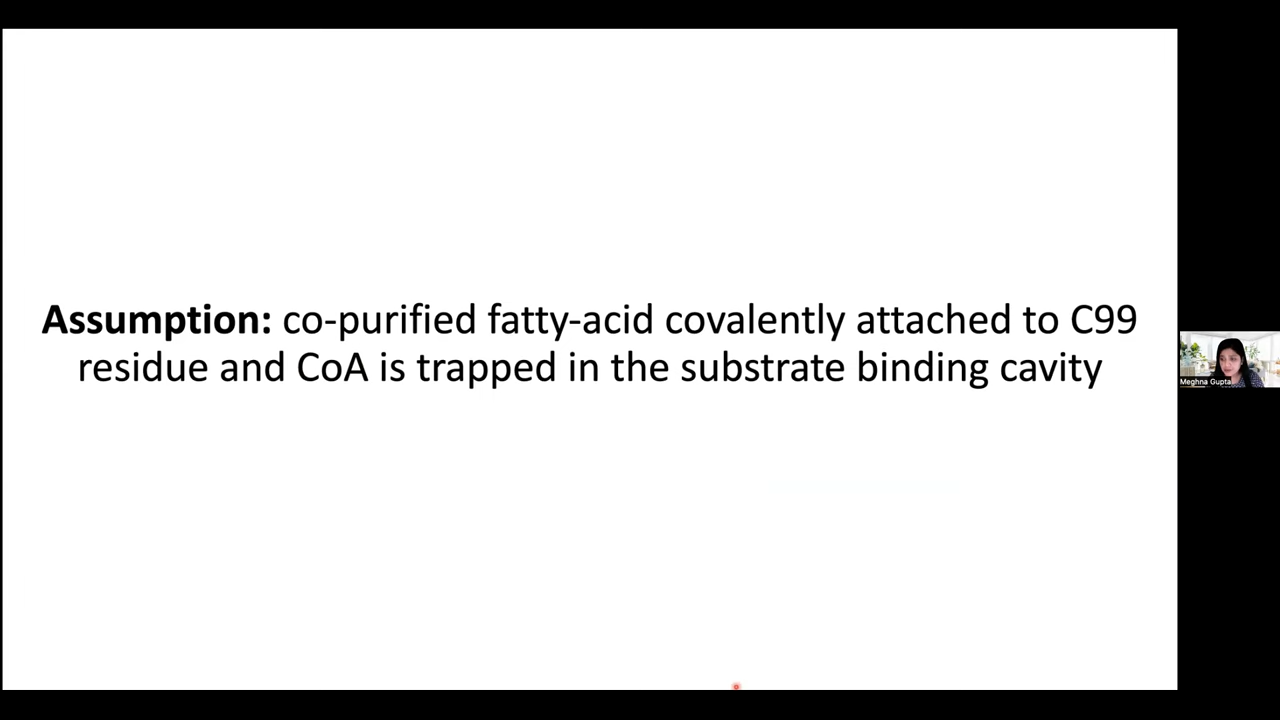 Assumption: co-purified fatty-acid covalently attached to C99
residue and CoA is trapped in the substrate binding cavity
Meghna Gupta